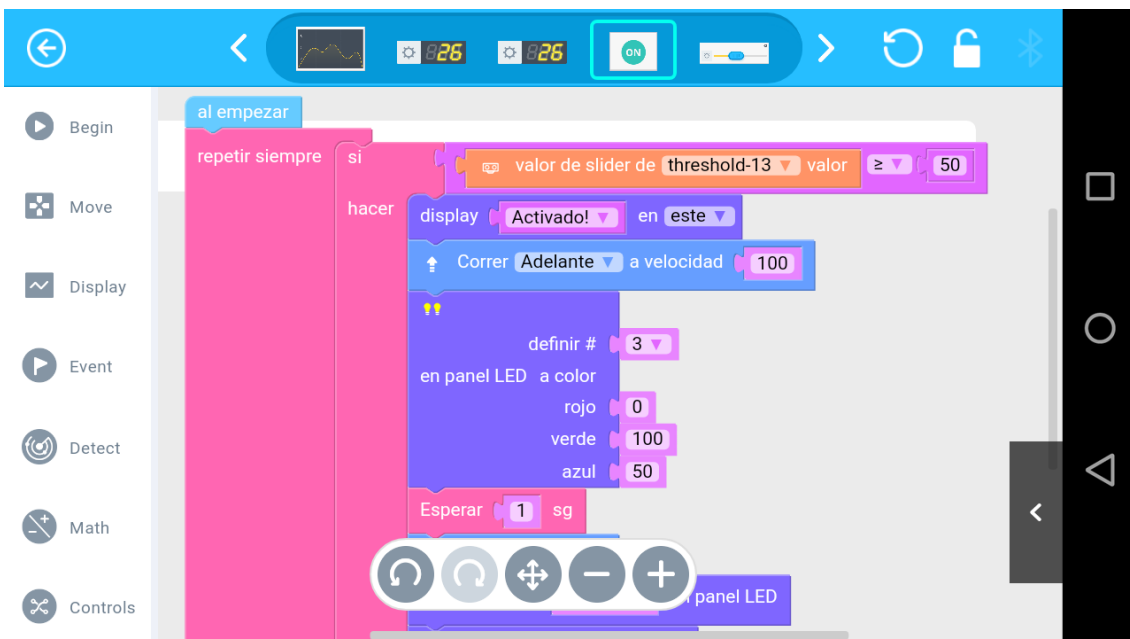 26
26
ON
Begin
Move
Display
Event
Detect
Math
Controls
al empezar
repetir siempre si valor de slider de threshold-13 valor ≥ 50
hacer display Activado! en este
Correr Adelante a velocidad 100
definir # 3
en panel LED a color
rojo 0
verde 100
azul 50
Esperar 1 sg
panel LED